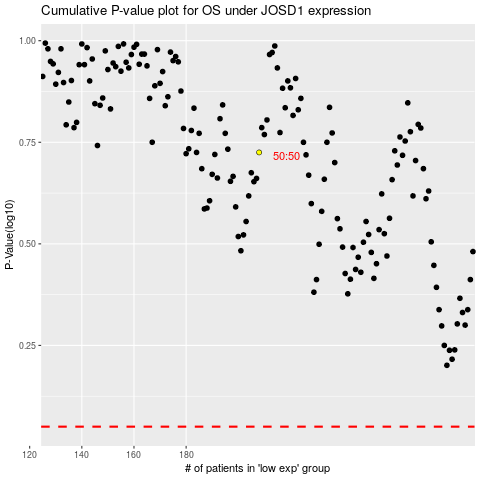 Cumulative P-value plot for OS under JOSD1 expression
P-Value(log10)
1.00
0.75
0.50
0.25
50:50
120 140 160 180
# of patients in 'low exp' group